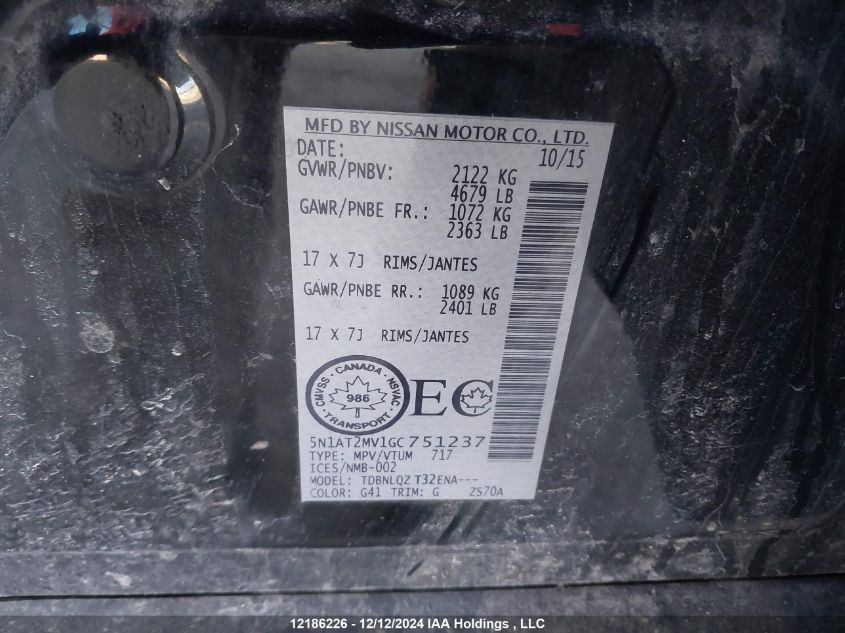 MFD BY NISSAN MOTOR CO., LTD.
DATE: 10/15
GVWR/PNBV: 2122 KG
4679 LB
GAWR/PNBE FR.: 1072 KG
2363 LB
17 X 7J RIMS/JANTES
GAWR/PNBE RR.: 1089 KG
2401 LB
17 X 7J RIMS/JANTES
CMVSS · CANADA · NSVAC
986
TRANSPORT
EC
5N1AT2MV1GC751237
TYPE: MPV/VTUM 717
ICES/NMB-002
MODEL: TDBNLQZ T32ENA---
COLOR: G41 TRIM: G ZS70A
12186226 - 12/12/2024 IAA Holdings , LLC